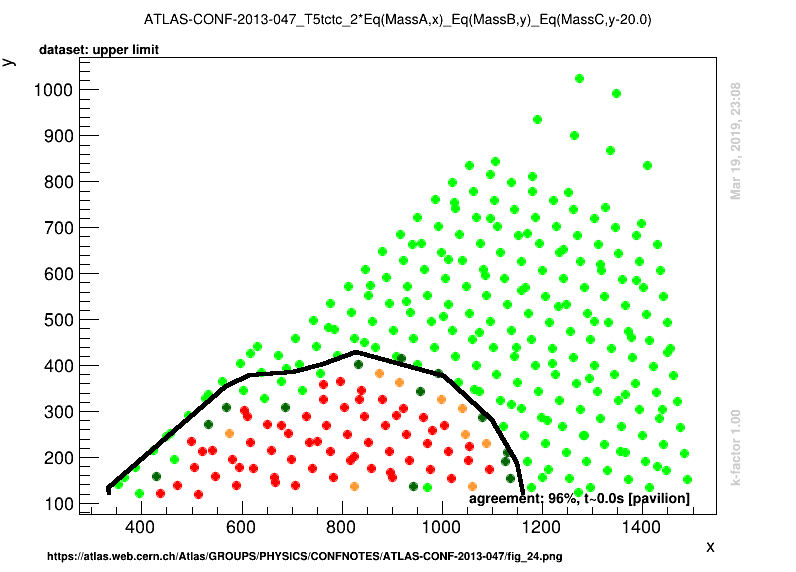 ATLAS-CONF-2013-047_T5tctc_2*Eq(MassA,x)_Eq(MassB,y)_Eq(MassC,y-20.0)
dataset: upper limit
y
1000
900
800
700
600
500
400
300
200
100
400
600
800
1000
1200
1400
x
agreement: 96%, t~0.0s [pavilion]
Mar 19, 2019, 23:08
k-factor 1.00
https://atlas.web.cern.ch/Atlas/GROUPS/PHYSICS/CONFNOTES/ATLAS-CONF-2013-047/fig_24.png